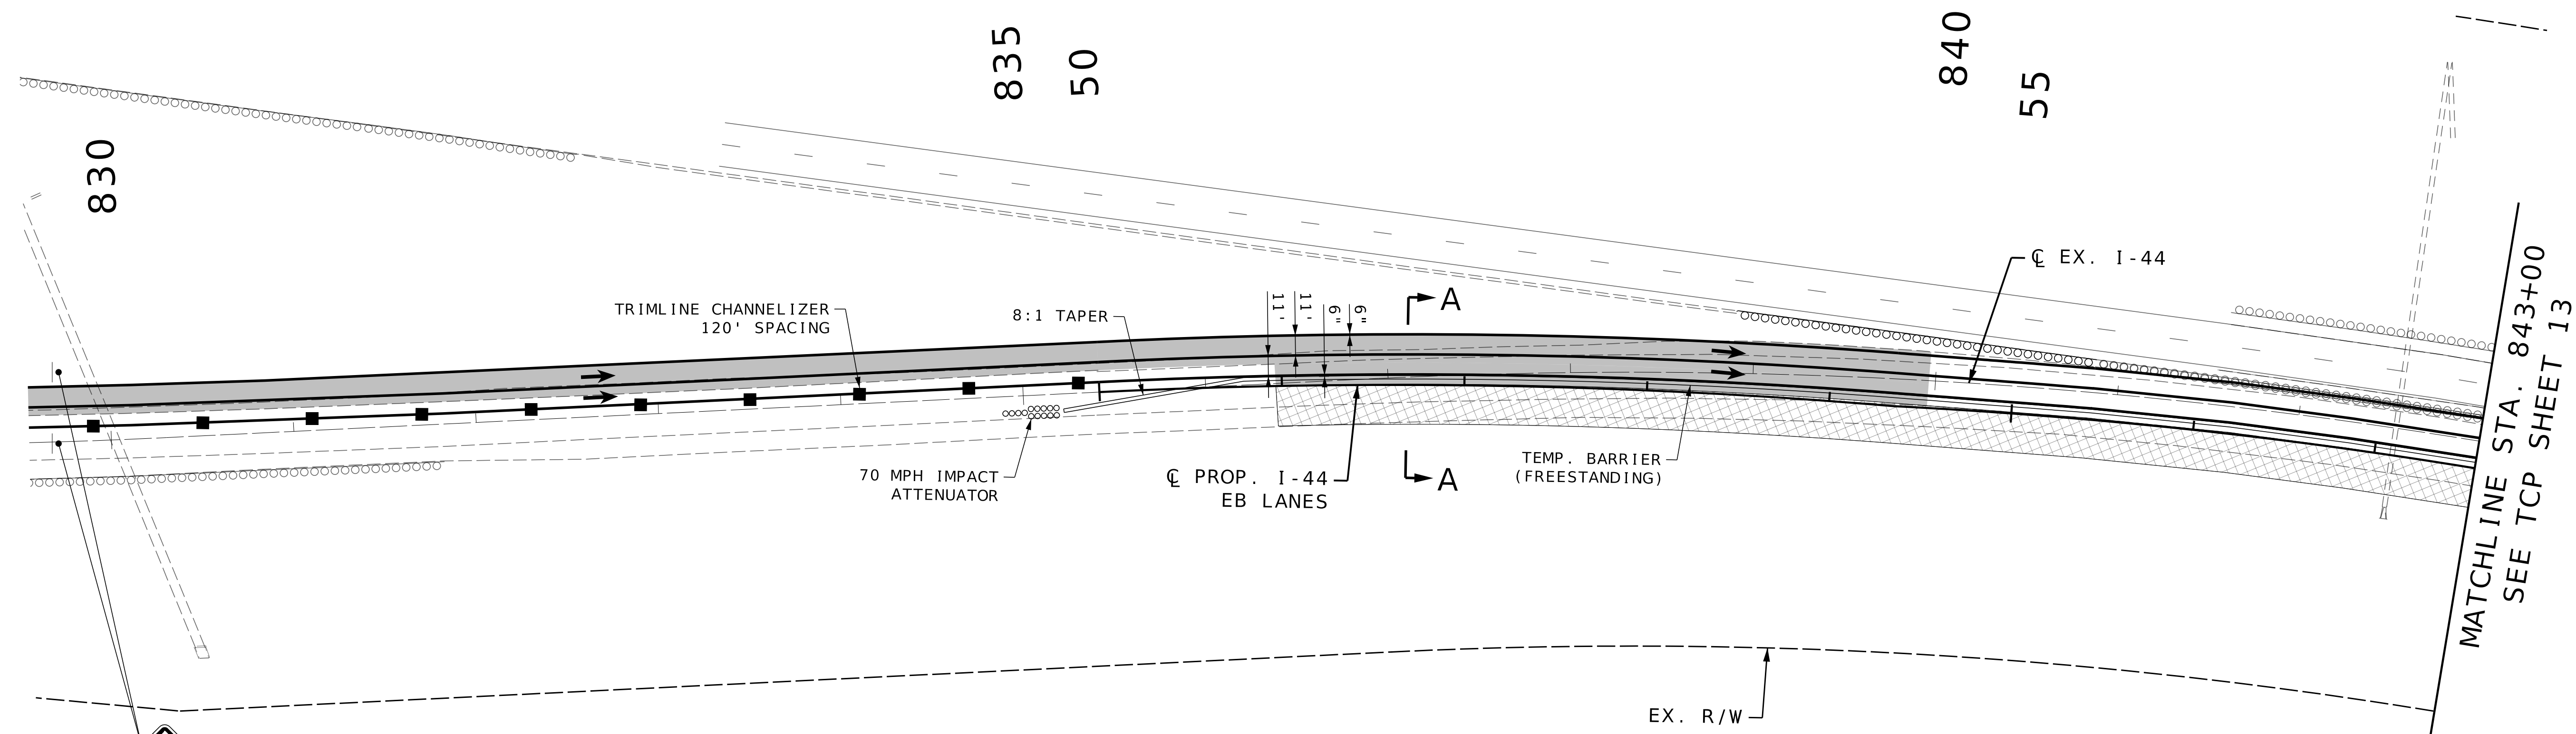 830
835
50
840
55
TRIMLINE CHANNELIZER
120' SPACING
8:1 TAPER
11'
11'
6"
6"
A
℄ EX. I-44
70 MPH IMPACT
ATTENUATOR
℄ PROP. I-44
EB LANES
A
TEMP. BARRIER
(FREESTANDING)
EX. R/W
MATCHLINE STA. 843+00
SEE TCP SHEET 13